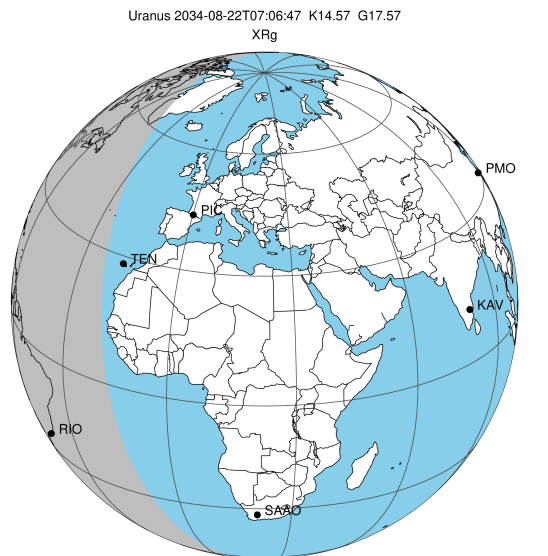 Uranus 2034-08-22T07:06:47 K14.57 G17.57
XRg
PMO
PIC
TEN
KAV
RIO
SAAO